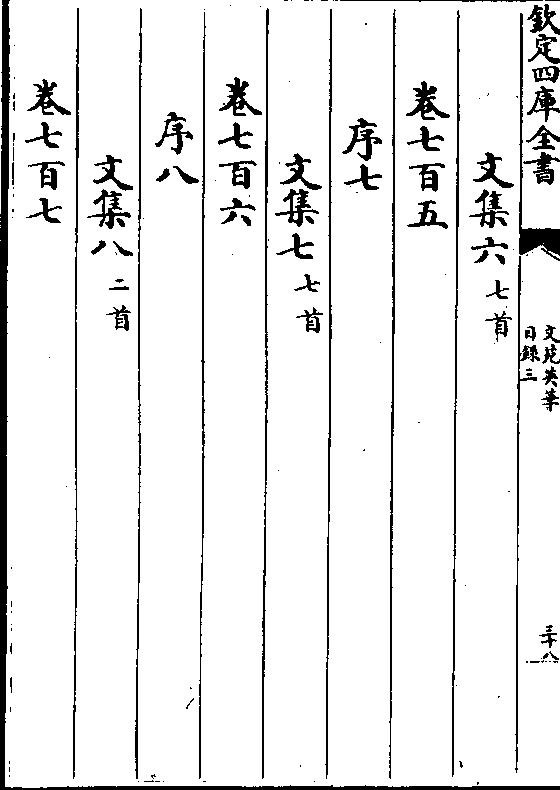 欽定四庫全書
文苑英華
目録三
三十八
文集六 七首
卷七百五
序七
文集七 七首
卷七百六
序八
文集八 二首
卷七百七